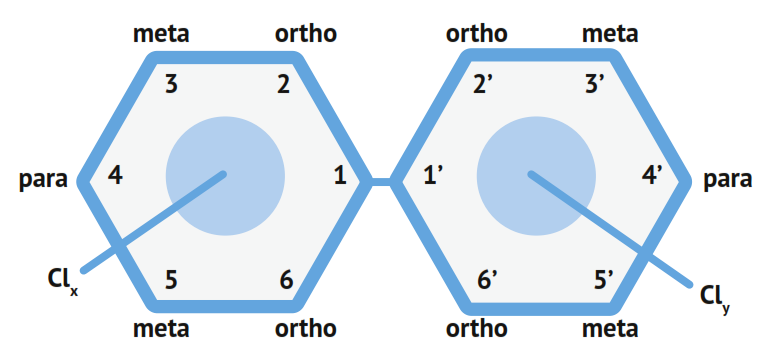 meta ortho ortho meta
3 2 2’ 3’
para 4 1 1’ 4’ para
Clx 5 6 6’ 5’ Cly
meta ortho ortho meta